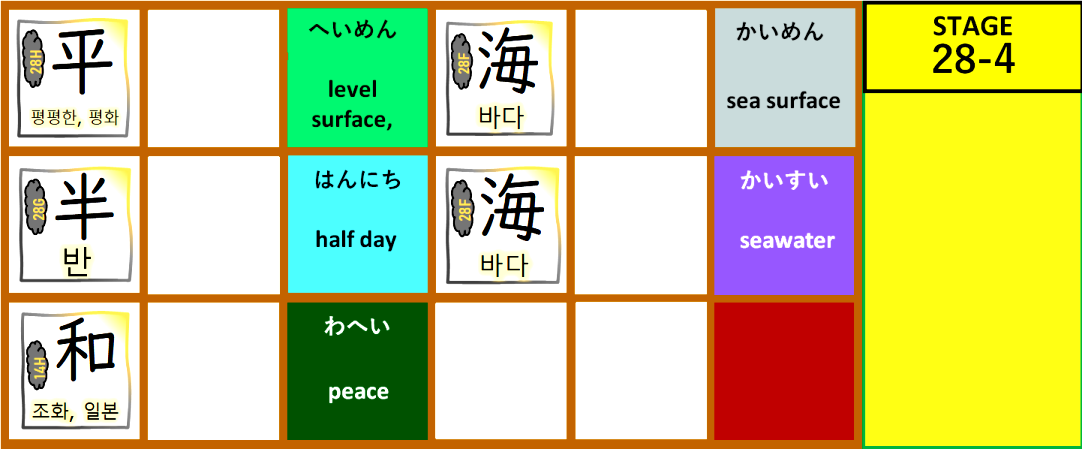 28H
平
평평한, 평화
へいめん
level
surface,
28F
海
바다
かいめん
sea surface
STAGE
28-4
28G
半
반
はんにち
half day
28F
海
바다
かいすい
seawater
14H
和
조화, 일본
わへい
peace